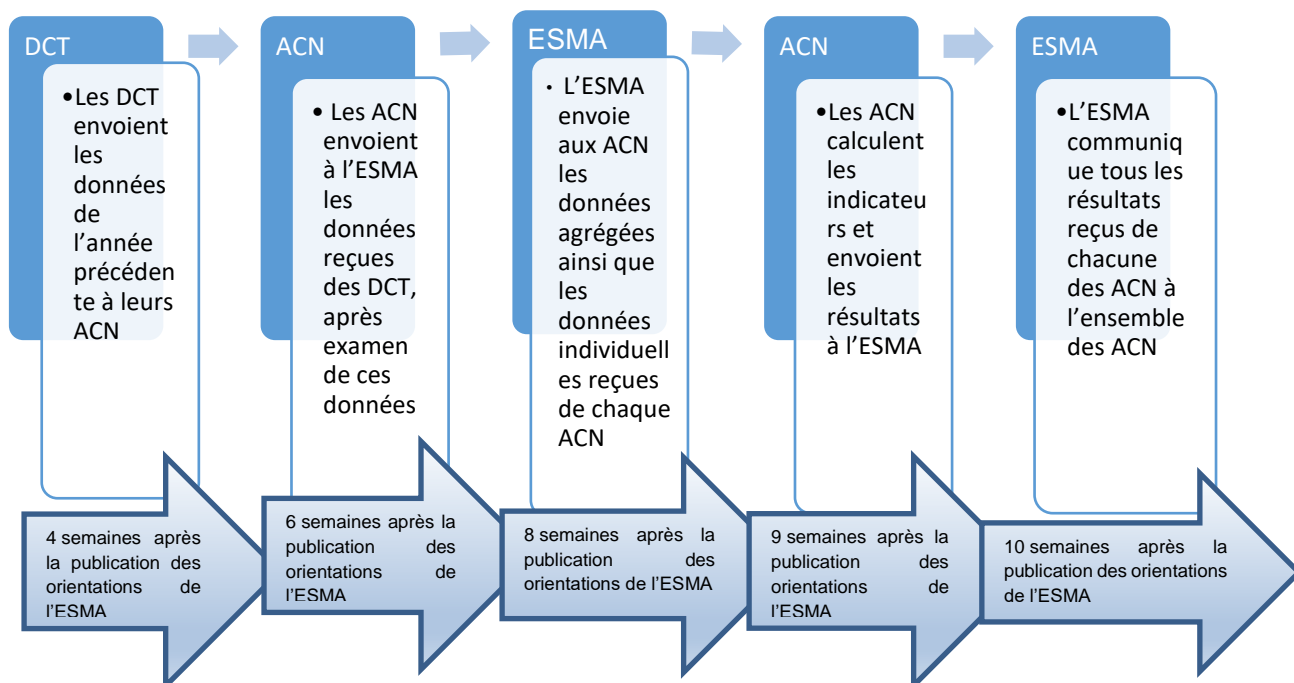 DCT
•Les DCT
envoient
les
données
de
l’année
précéden
te à leurs
ACN
4 semaines après
la publication des
orientations de
l’ESMA
ACN
• Les ACN
envoient
à l’ESMA
les
données
reçues
des DCT,
après
examen
de ces
données
6 semaines après la
publication des
orientations de
l’ESMA
ESMA
• L’ESMA
envoie
aux ACN
les
données
agrégées
ainsi que
les
données
individuell
es reçues
de chaque
ACN
8 semaines après la
publication des
orientations de l’ESMA
ACN
•Les ACN
calculent
les
indicateu
rs et
envoient
les
résultats
à l’ESMA
9 semaines après la
publication des
orientations de
l’ESMA
ESMA
•L’ESMA
communiq
ue tous les
résultats
reçus de
chacune
des ACN à
l’ensemble
des ACN
10 semaines après la
publication des orientations
de l’ESMA